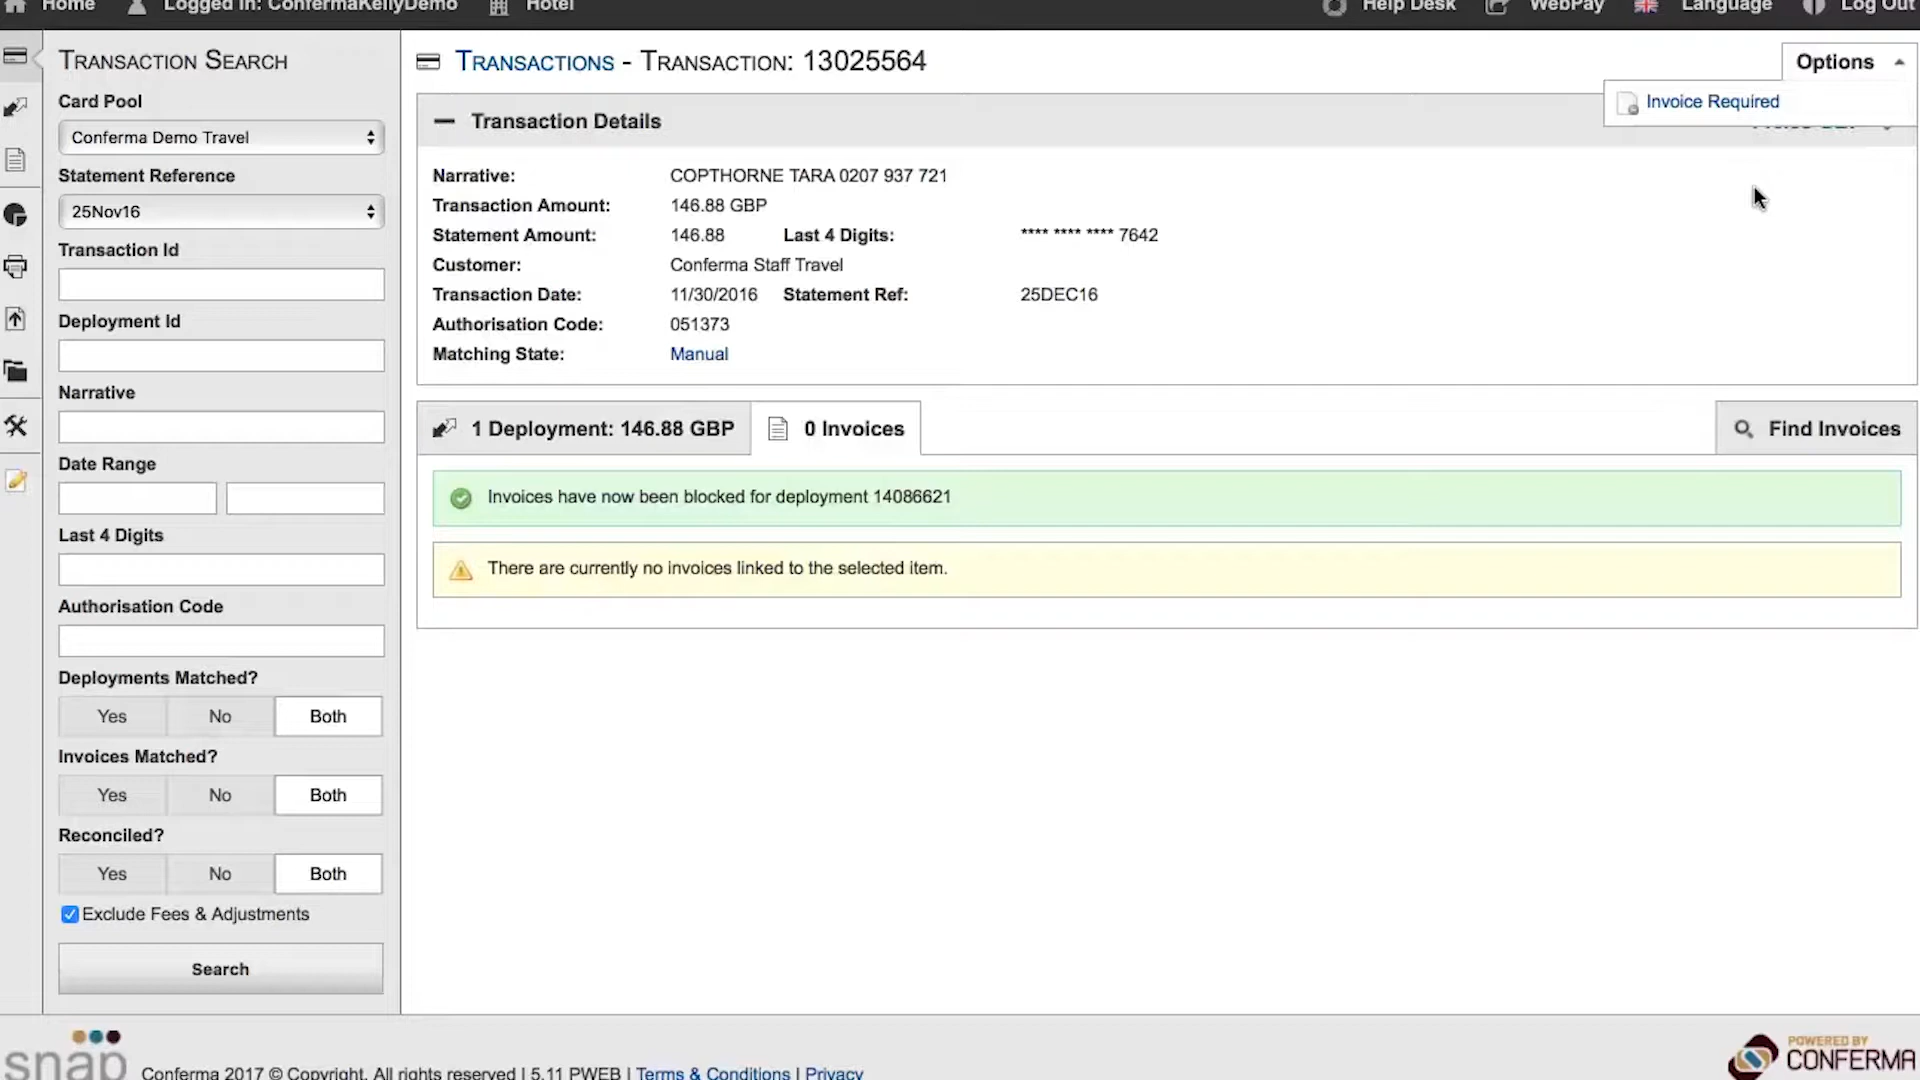 Home
Logged in: ConfermaKellyDemo
Hotel
Help Desk
WebPay
Language
Log Out
TRANSACTION SEARCH
Card Pool
Conferma Demo Travel
Statement Reference
25Nov16
Transaction Id
Deployment Id
Narrative
Date Range
Last 4 Digits
Authorisation Code
Deployments Matched?
Yes No Both
Invoices Matched?
Yes No Both
Reconciled?
Yes No Both
Exclude Fees & Adjustments
Search
TRANSACTIONS - TRANSACTION: 13025564
Options
Invoice Required
Transaction Details
Narrative: COPTHORNE TARA 0207 937 721
Transaction Amount: 146.88 GBP
Statement Amount: 146.88 Last 4 Digits: **** **** **** 7642
Customer: Conferma Staff Travel
Transaction Date: 11/30/2016 Statement Ref: 25DEC16
Authorisation Code: 051373
Matching State: Manual
1 Deployment: 146.88 GBP
0 Invoices
Find Invoices
Invoices have now been blocked for deployment 14086621
There are currently no invoices linked to the selected item.
snap
Conferma 2017 © Copyright. All rights reserved | 5.11 PWEB | Terms & Conditions | Privacy
POWERED BY
CONFERMA